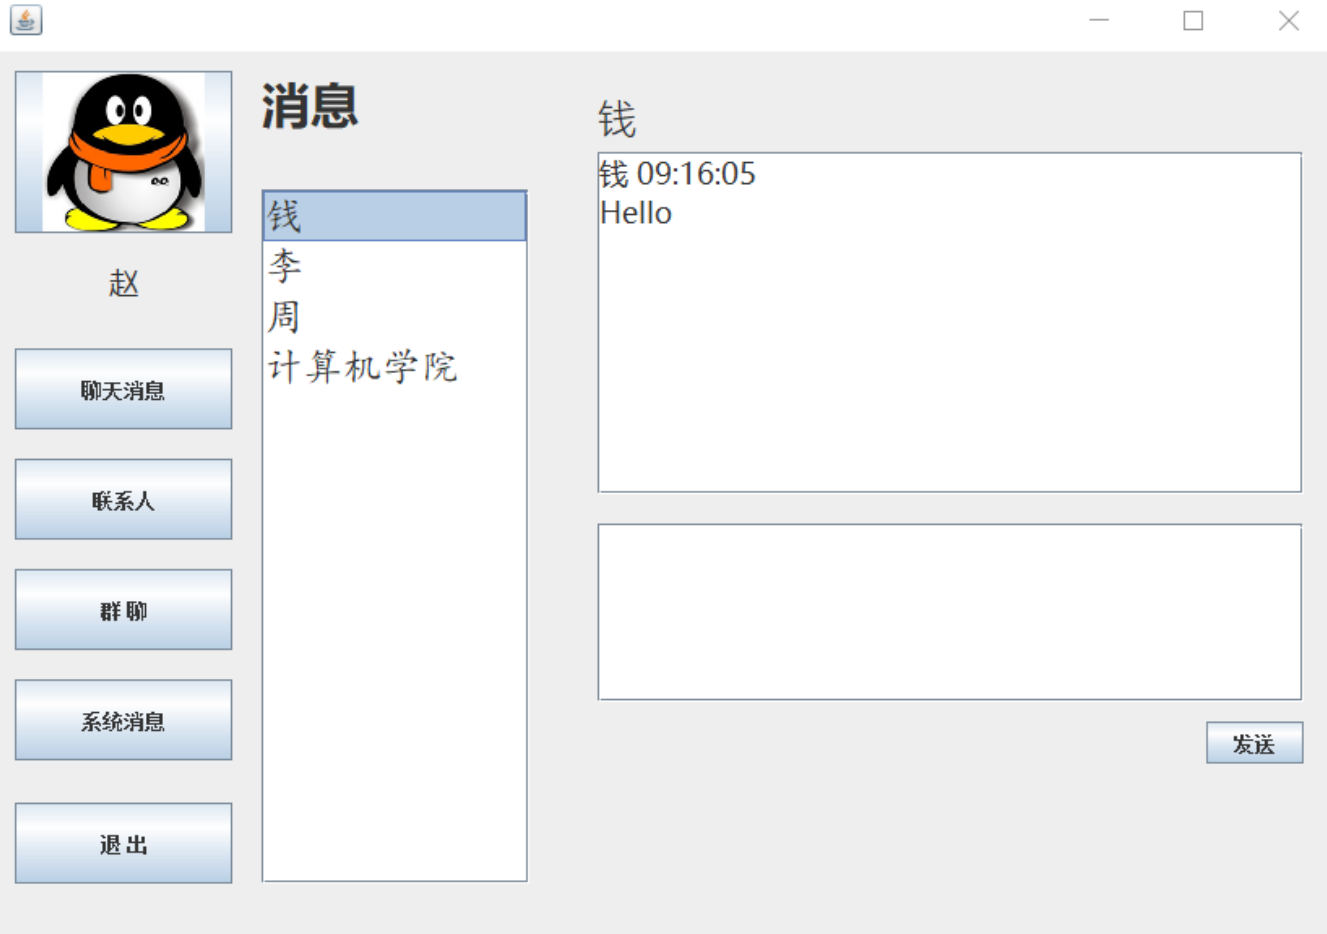 赵
聊天消息
联系人
群 聊
系统消息
退 出
消息
钱
李
周
计算机学院
钱
钱 09:16:05
Hello
发送